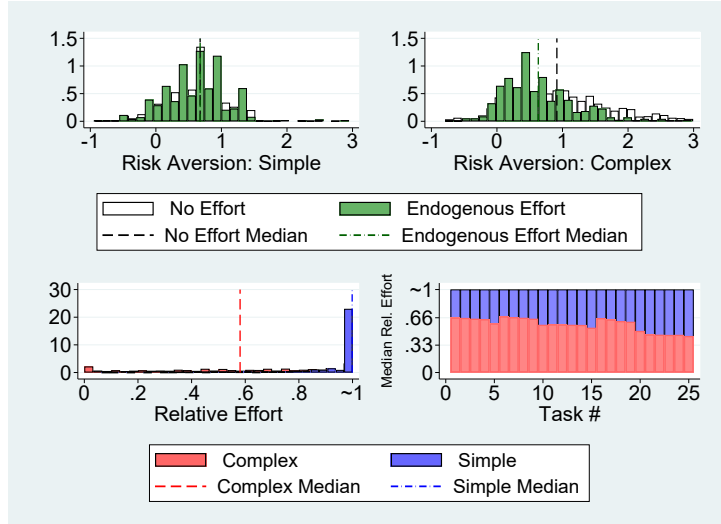 1.5
1
.5
0
-1
0
1
2
3
Risk Aversion: Simple
1.5
1
.5
0
-1
0
1
2
3
Risk Aversion: Complex
No Effort
Endogenous Effort
No Effort Median
Endogenous Effort Median
30
20
10
0
0
.2
.4
.6
.8
~1
Relative Effort
Median Rel. Effort
~1
.66
.33
0
0
5
10
15
20
25
Task #
Complex
Simple
Complex Median
Simple Median